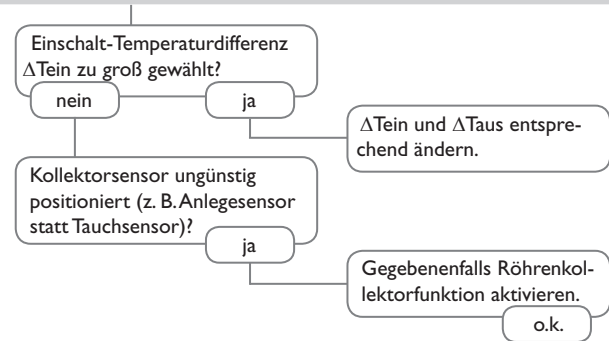 Einschalt-Temperaturdifferenz
ΔTein zu groß gewählt?
nein
ja
ΔTein und ΔTaus entspre-
chend ändern.
Kollektorsensor ungünstig
positioniert (z. B. Anlegesensor
statt Tauchsensor)?
ja
Gegebenenfalls Röhrenkol-
lektorfunktion aktivieren.
o.k.